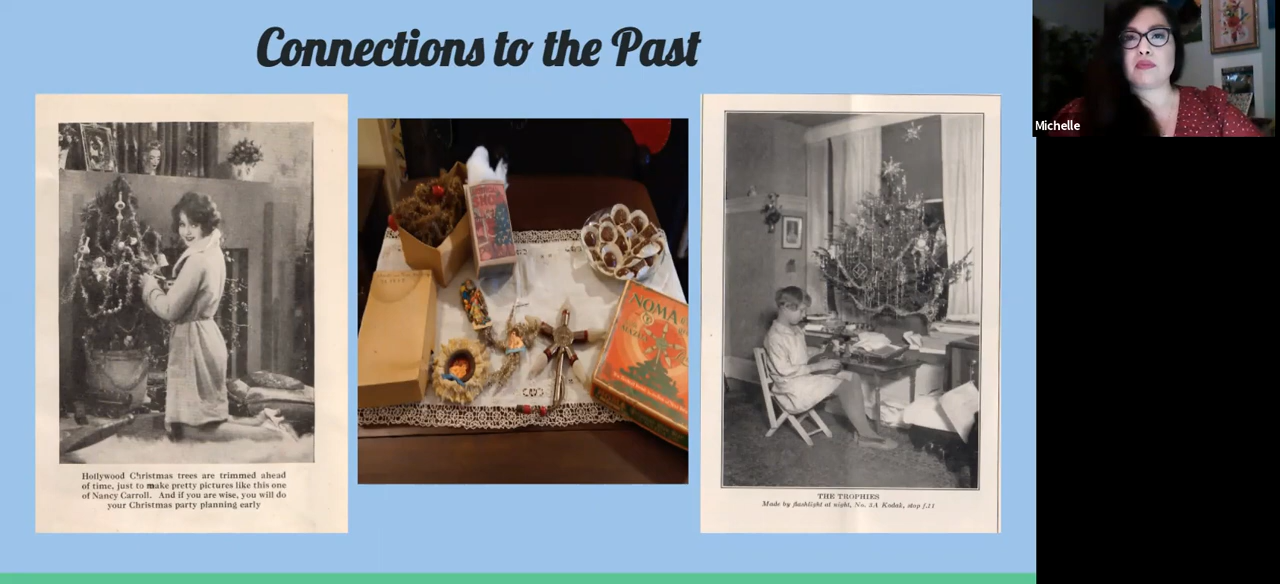 Connections to the Past
Michelle
SNOW
NOMA
Hollywood Christmas trees are trimmed ahead
of time, just to make pretty pictures like this one
of Nancy Carroll. And if you are wise, you will do
your Christmas party planning early
THE TROPHIES
Made by flashlight at night, No. 3A Kodak, stop f.11